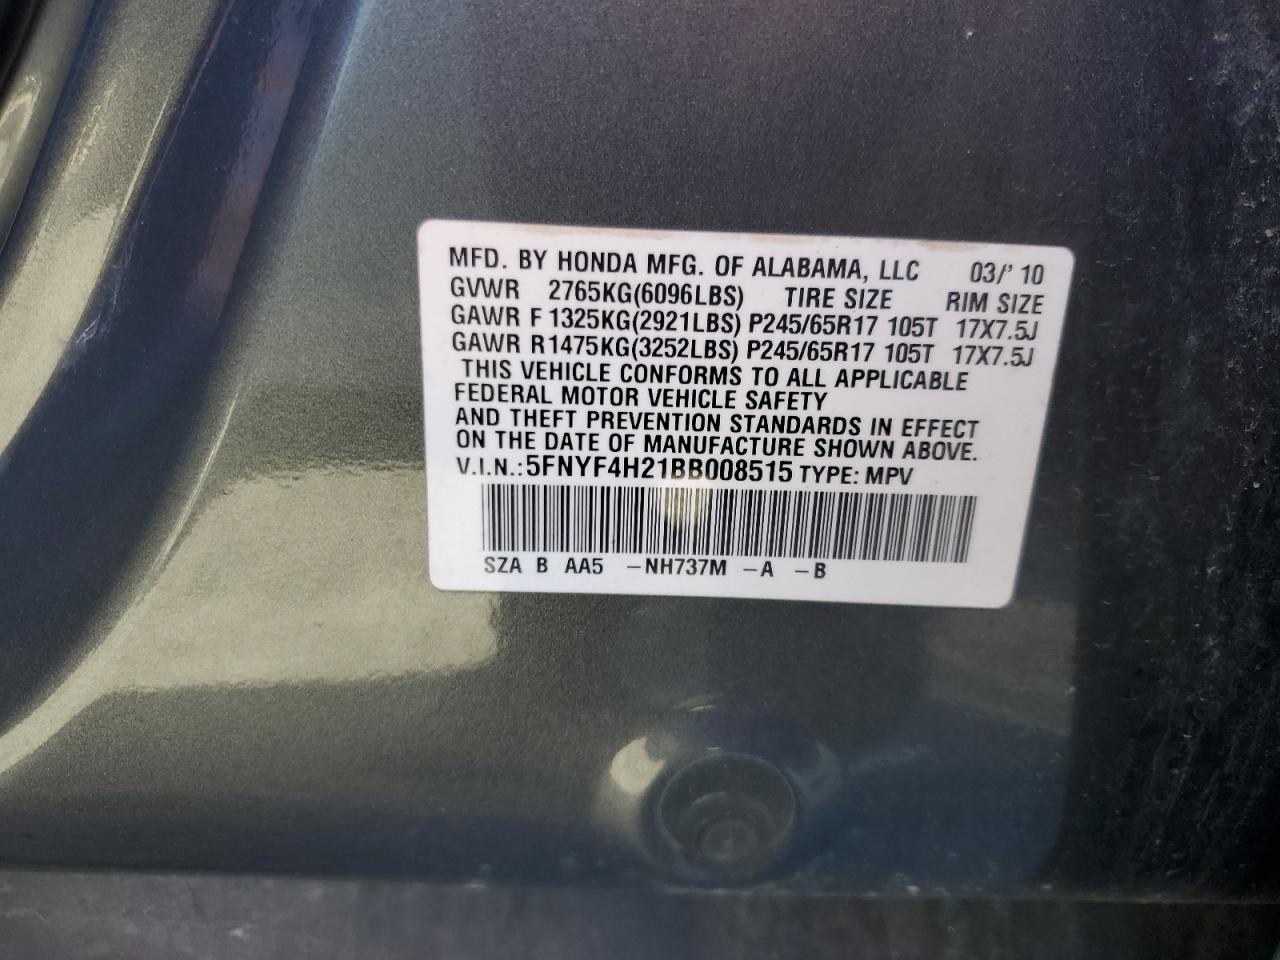 MFD. BY HONDA MFG. OF ALABAMA, LLC 03/' 10
GVWR 2765KG(6096LBS) TIRE SIZE RIM SIZE
GAWR F 1325KG(2921LBS) P245/65R17 105T 17X7.5J
GAWR R1475KG(3252LBS) P245/65R17 105T 17X7.5J
THIS VEHICLE CONFORMS TO ALL APPLICABLE
FEDERAL MOTOR VEHICLE SAFETY
AND THEFT PREVENTION STANDARDS IN EFFECT
ON THE DATE OF MANUFACTURE SHOWN ABOVE.
V.I.N.:5FNYF4H21BB008515 TYPE: MPV
SZA B AA5 -NH737M -A -B